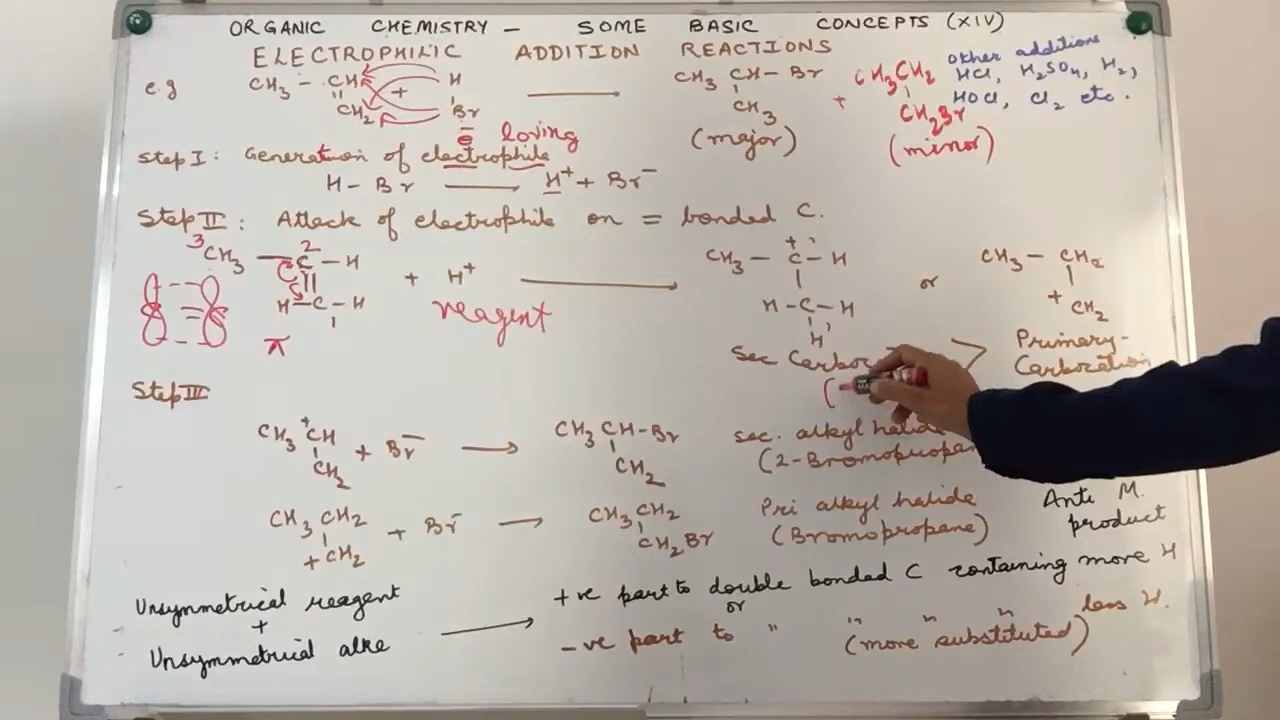 ORGANIC CHEMISTRY – SOME BASIC CONCEPTS (XIV)
ELECTROPHILIC ADDITION REACTIONS
e.g CH3 – CH = CH2 + H Br → CH3 CH – Br CH3 + CH3CH2 CH2Br
other additions
HCl, H2SO4, H2,
HOCl, Cl2 etc.
(major) (minor)
ē loving
Step I: Generation of electrophile
H – Br → H+ + Br–
Step II: Attack of electrophile on = bonded C.
3 CH3 – 2 C – H + H+ → CH3 – C+ – H or CH3 – CH2
H – C – H H – C – H + CH2
H
reagent
π
Sec Carboc > Primary-
Carbocation
(
Step III
CH3 +CH CH2 + Br– → CH3 CH – Br CH2 sec. alkyl halide
(2-Bromopropan
CH3 CH2 +CH2 + Br– → CH3 CH2 CH2Br Pri alkyl halide
(Bromopropane)
Anti M.
product
Unsymmetrical reagent
+
Unsymmetrical alke
→ +ve part to double bonded C containing more H
or
–ve part to " " " " less H.
(more substituted)